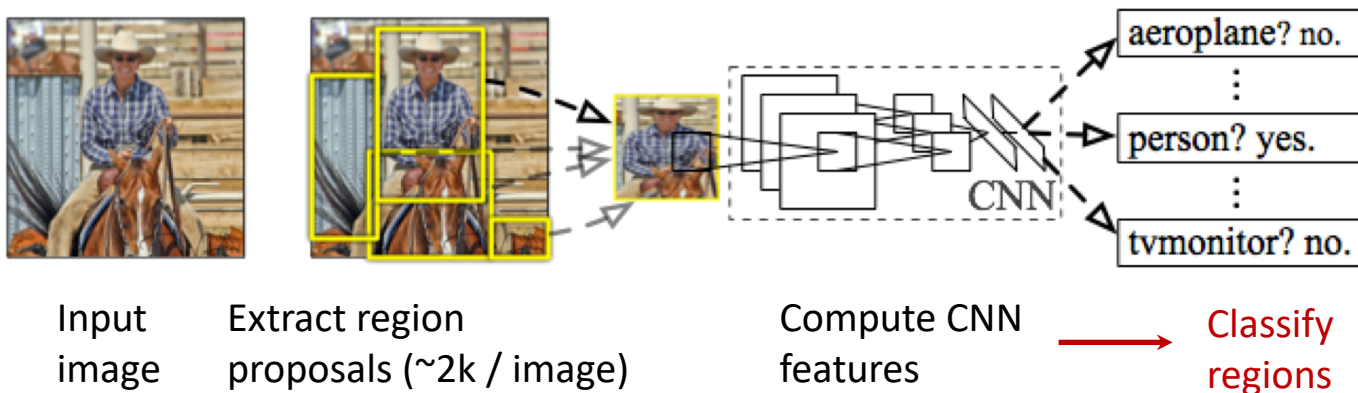 aeroplane? no.
⋮
person? yes.
⋮
CNN
tvmonitor? no.
Input image
Extract region proposals (~2k / image)
Compute CNN features
Classify regions